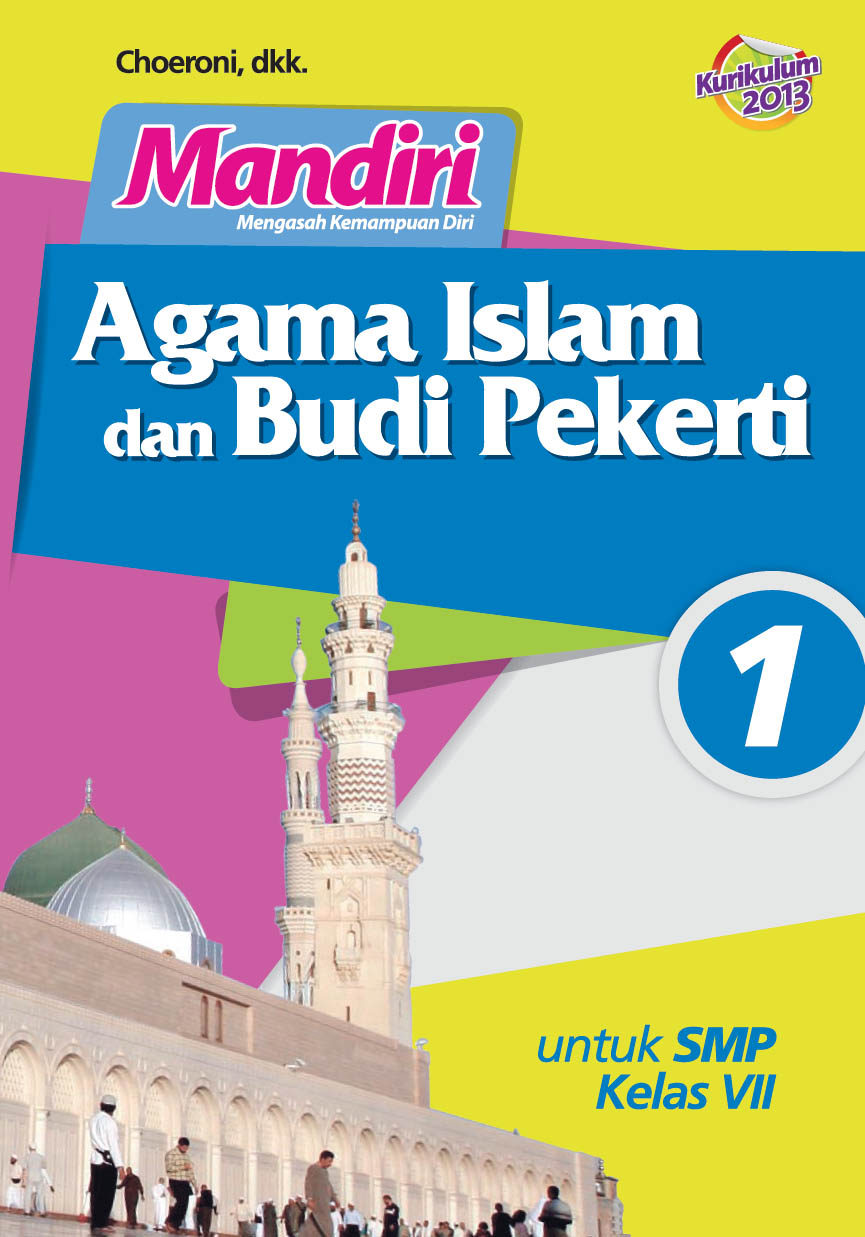 Choeroni, dkk.
Kurikulum
2013
Mandiri
Mengasah Kemampuan Diri
Agama Islam
dan Budi Pekerti
1
untuk SMP
Kelas VII